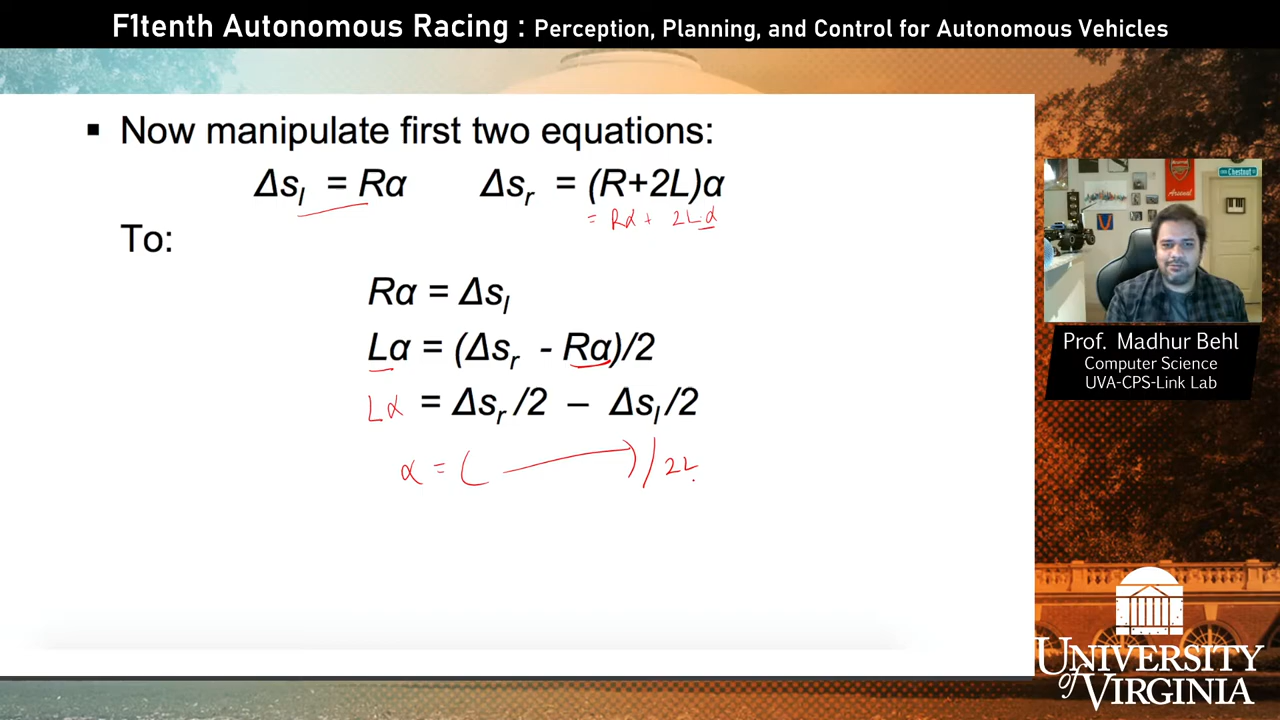 F1tenth Autonomous Racing : Perception, Planning, and Control for Autonomous Vehicles
▪ Now manipulate first two equations:
Δsₗ = Rα    Δsᵣ = (R+2L)α
= Rα + 2Lα
To:
Rα = Δsₗ
Lα = (Δsᵣ - Rα)/2
Lα = Δsᵣ /2 – Δsₗ /2
α = ( ) / 2L
Chestnut
Prof. Madhur Behl
Computer Science
UVA-CPS-Link Lab
UNIVERSITY
of VIRGINIA